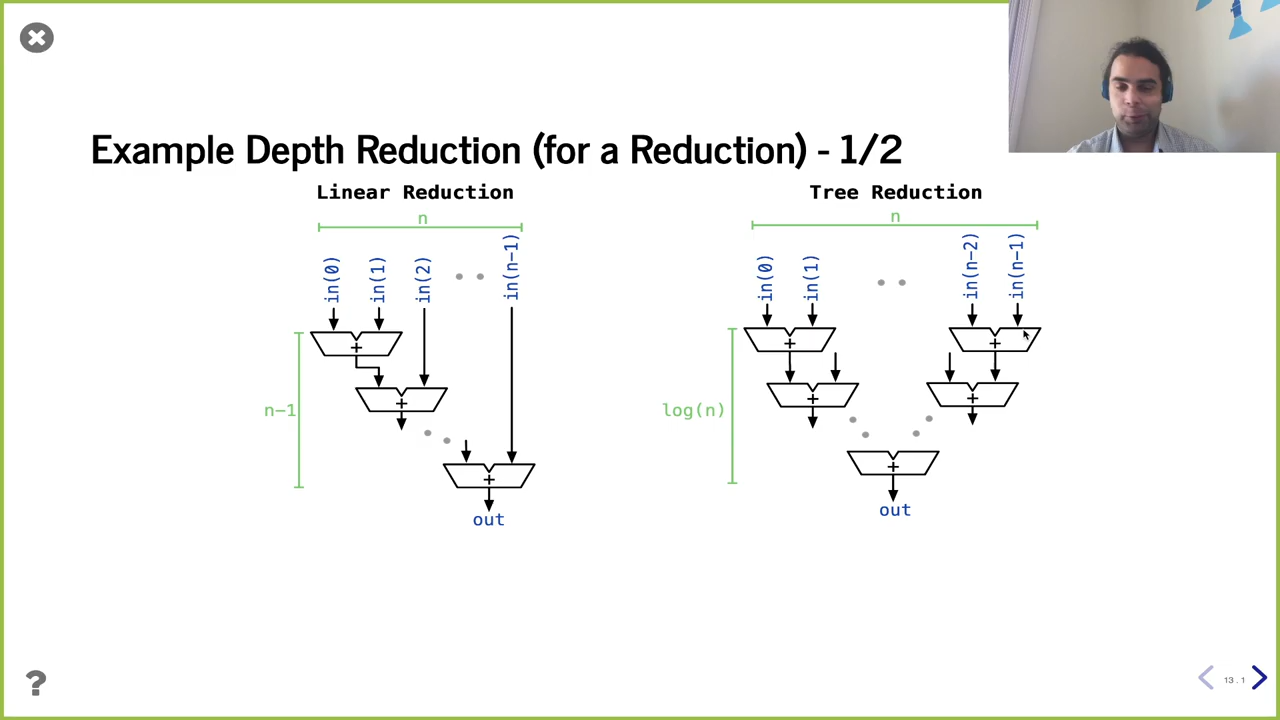 Example Depth Reduction (for a Reduction) - 1/2
Linear Reduction
n
in(0)
in(1)
in(2)
in(n-1)
+
n-1
+
+
out
Tree Reduction
n
in(0)
in(1)
in(n-2)
in(n-1)
+
+
log(n)
+
+
+
out
?
13.1